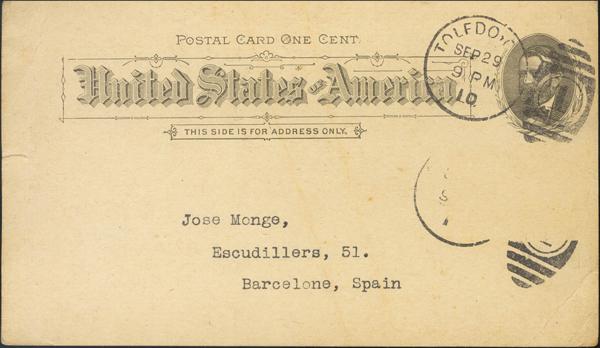 POSTAL CARD ONE CENT.
United States of America.
THIS SIDE IS FOR ADDRESS ONLY.
TOLEDO, O.
SEP 29
9 PM
Jose Monge,
Escudillers, 51.
Barcelone, Spain